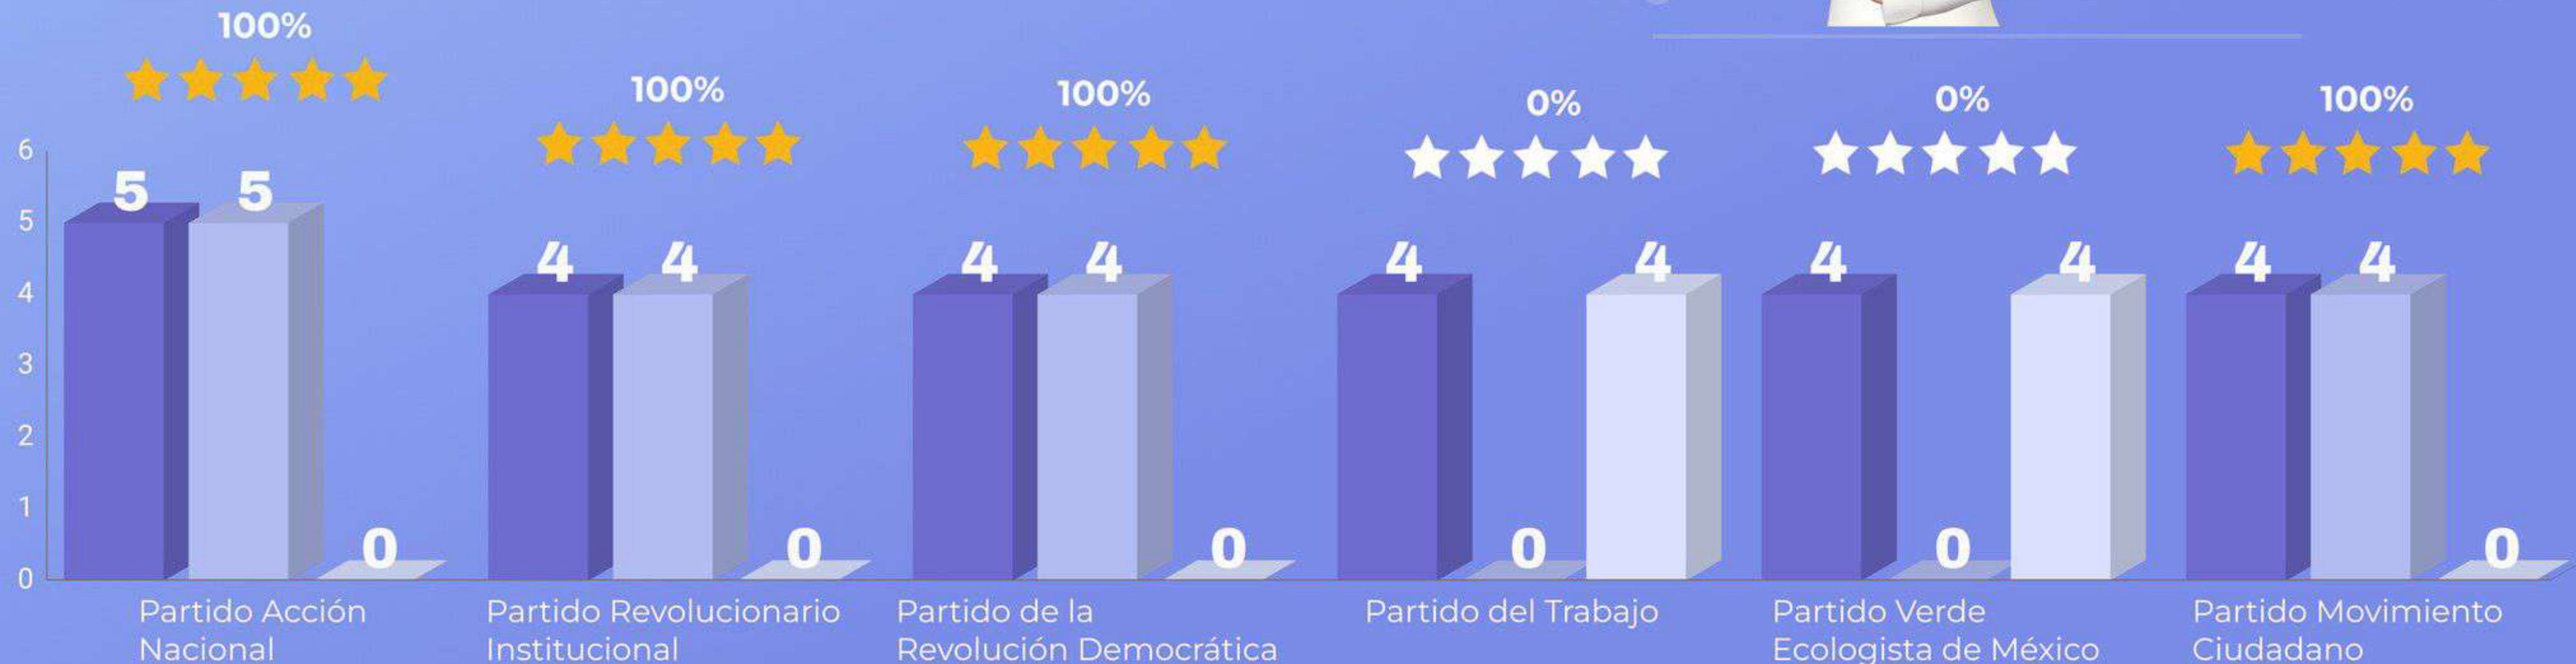 100%
100%
100%
0%
0%
100%
6
5
4
3
2
1
0
5 5 0
4 4 0
4 4 0
4 0 4
4 0 4
4 4 0
Partido Acción
Nacional
Partido Revolucionario
Institucional
Partido de la
Revolución Democrática
Partido del Trabajo
Partido Verde
Ecologista de México
Partido Movimiento
Ciudadano